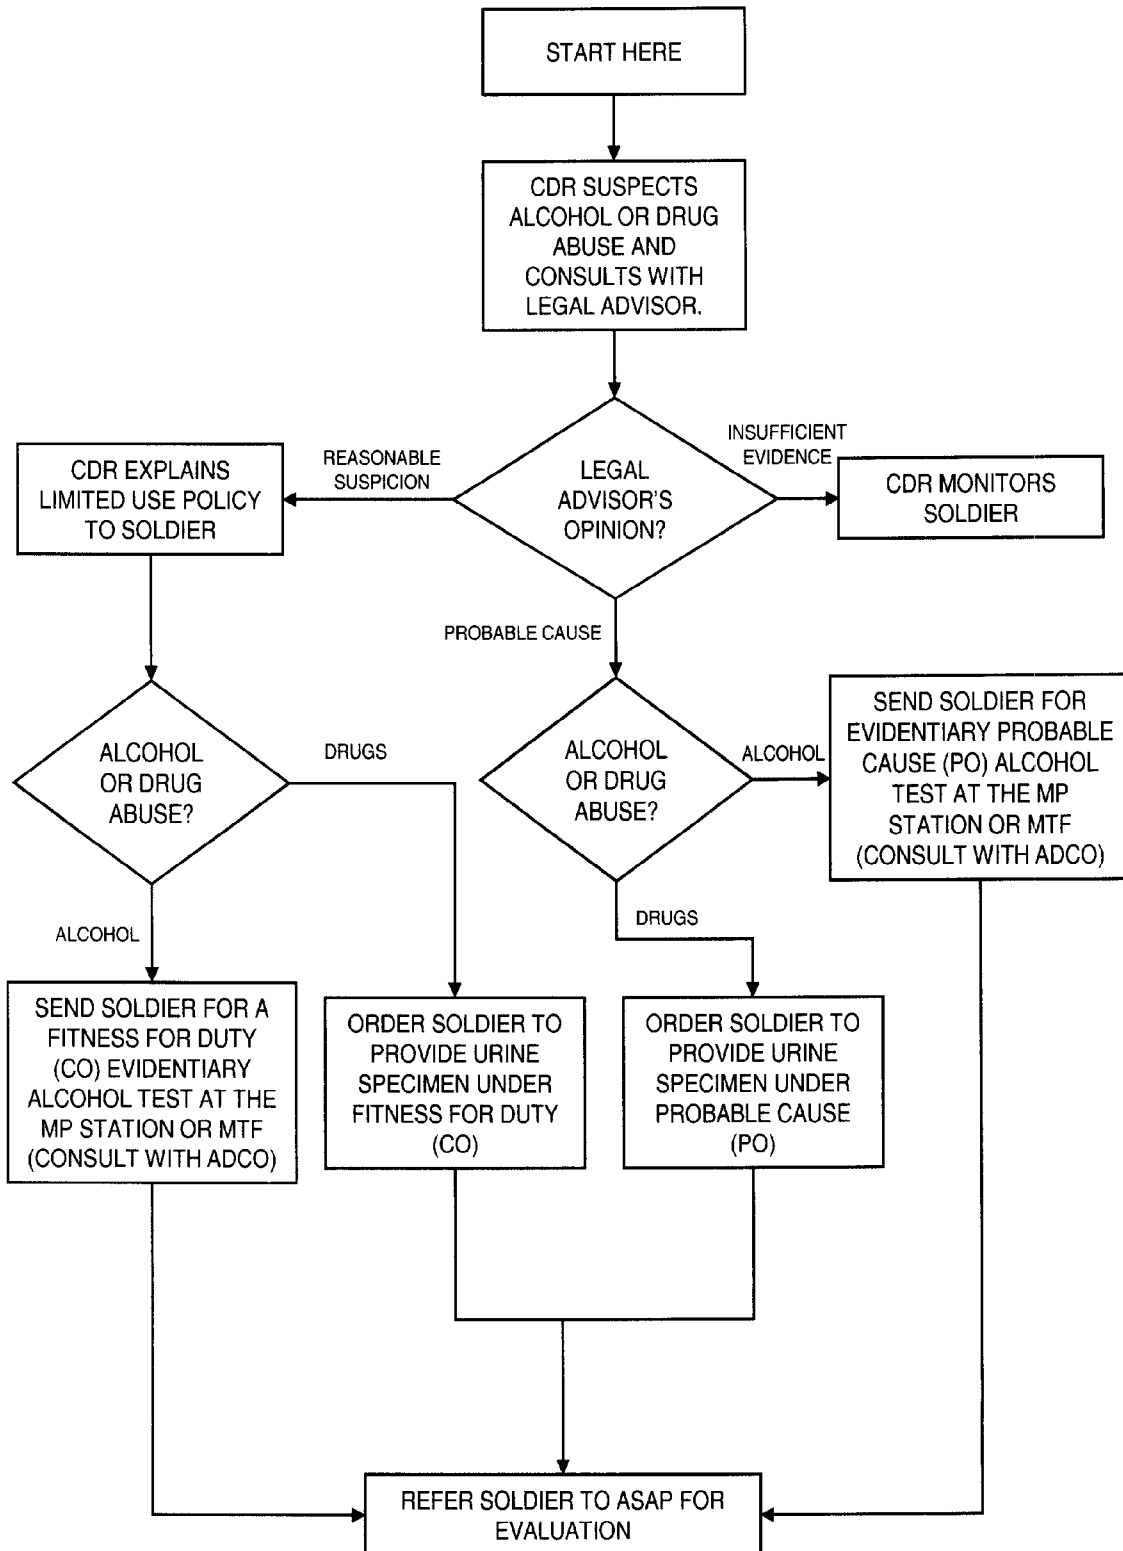 START HERE
CDR SUSPECTS
ALCOHOL OR DRUG
ABUSE AND
CONSULTS WITH
LEGAL ADVISOR.
LEGAL
ADVISOR'S
OPINION?
REASONABLE
SUSPICION
INSUFFICIENT
EVIDENCE
CDR EXPLAINS
LIMITED USE POLICY
TO SOLDIER
CDR MONITORS
SOLDIER
PROBABLE CAUSE
ALCOHOL
OR DRUG
ABUSE?
DRUGS
ALCOHOL
ALCOHOL
OR DRUG
ABUSE?
ALCOHOL
DRUGS
SEND SOLDIER FOR
EVIDENTIARY PROBABLE
CAUSE (PO) ALCOHOL
TEST AT THE MP
STATION OR MTF
(CONSULT WITH ADCO)
SEND SOLDIER FOR A
FITNESS FOR DUTY
(CO) EVIDENTIARY
ALCOHOL TEST AT THE
MP STATION OR MTF
(CONSULT WITH ADCO)
ORDER SOLDIER TO
PROVIDE URINE
SPECIMEN UNDER
FITNESS FOR DUTY
(CO)
ORDER SOLDIER TO
PROVIDE URINE
SPECIMEN UNDER
PROBABLE CAUSE
(PO)
REFER SOLDIER TO ASAP FOR
EVALUATION